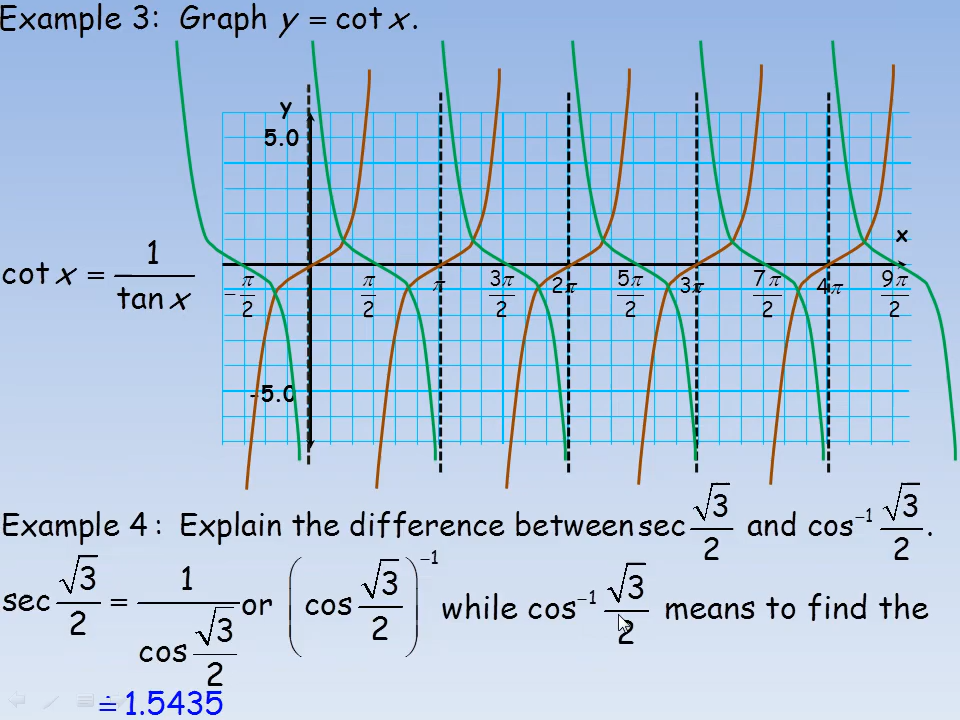 Example 3: Graph y = cot x.
y
5.0
x
cot x = 1/tan x
-π/2 π/2 π 3π/2 2π 5π/2 3π 7π/2 4π 9π/2
-5.0
Example 4: Explain the difference between sec √3/2 and cos⁻¹ √3/2.
sec √3/2 = 1/(cos √3/2) or (cos √3/2)⁻¹ while cos⁻¹ √3/2 means to find the
≐ 1.5435